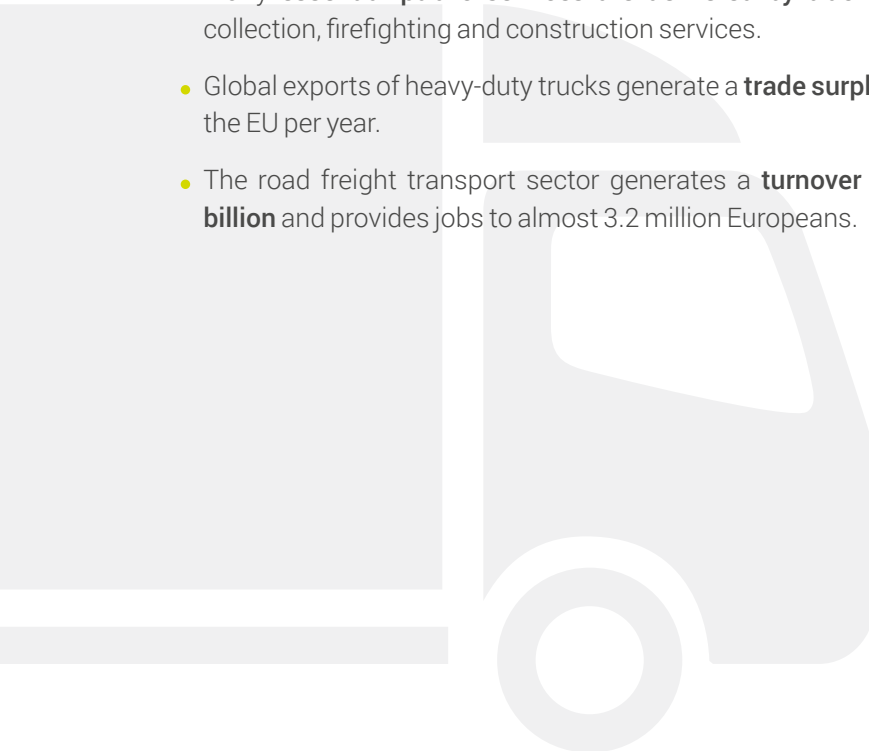 collection, firefighting and construction services.
• Global exports of heavy-duty trucks generate a trade surpl
the EU per year.
• The road freight transport sector generates a turnover
billion and provides jobs to almost 3.2 million Europeans.